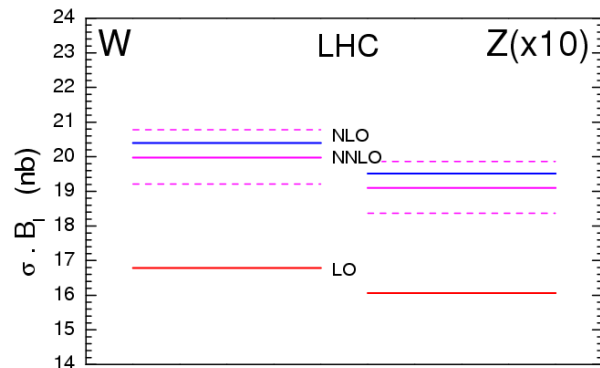 24
W LHC Z(x10)
23
22
21
NLO
20
NNLO
19
18
17
LO
16
15
14
σ . B_l (nb)